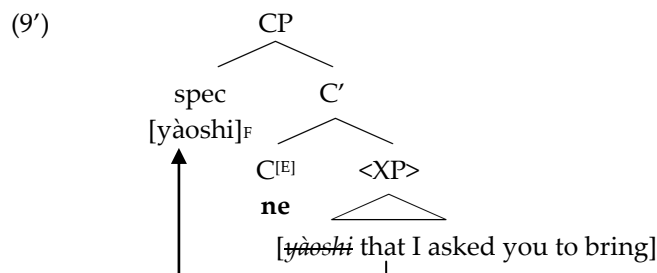 (9’) CP
spec C’
[yàoshi]F
C[E] <XP>
ne
[yàoshi that I asked you to bring]